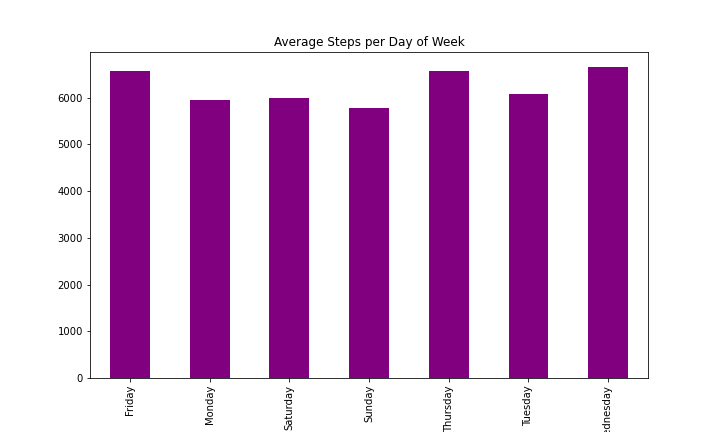 Average Steps per Day of Week
6000
5000
4000
3000
2000
1000
0
Friday
Monday
Saturday
Sunday
Thursday
Tuesday
ednesday